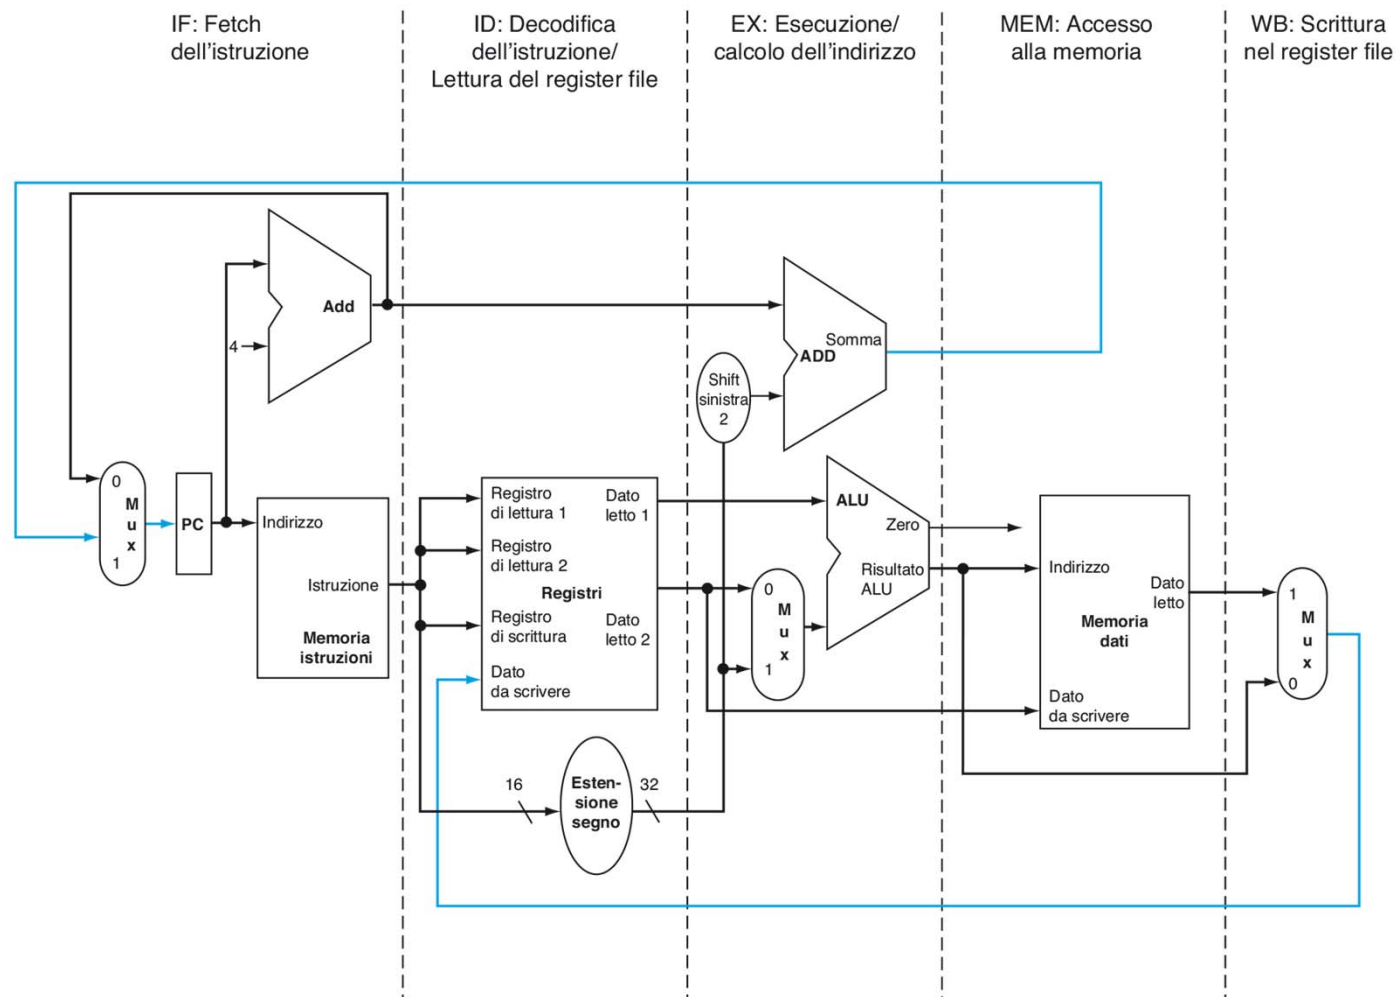 IF: Fetch
dell'istruzione
ID: Decodifica
dell'istruzione/
Lettura del register file
EX: Esecuzione/
calcolo dell'indirizzo
MEM: Accesso
alla memoria
WB: Scrittura
nel register file
Add
4
Somma
ADD
Shift
sinistra
2
0
M
u
x
1
PC
Indirizzo
Istruzione
Memoria
istruzioni
Registro
di lettura 1
Registro
di lettura 2
Registri
Registro
di scrittura
Dato
da scrivere
Dato
letto 1
Dato
letto 2
16
Esten-
sione
segno
32
0
M
u
x
1
ALU
Zero
Risultato
ALU
Indirizzo
Dato
letto
Memoria
dati
Dato
da scrivere
1
M
u
x
0